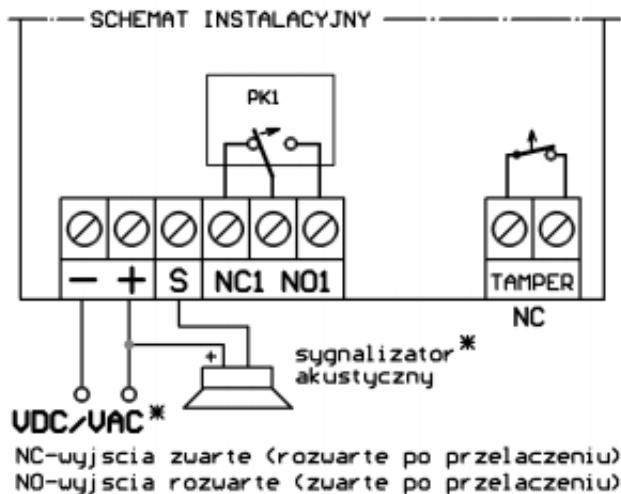 SCHEMAT INSTALACYJNY
PK1
− + S NC1 NO1 TAMPER
NC
+
sygnalizator*
akustyczny
VDC/VAC*
NC-wyjscia zwarte (rozwarte po przelaczeniu)
NO-wyjscia rozwarte (zwarte po przelaczeniu)